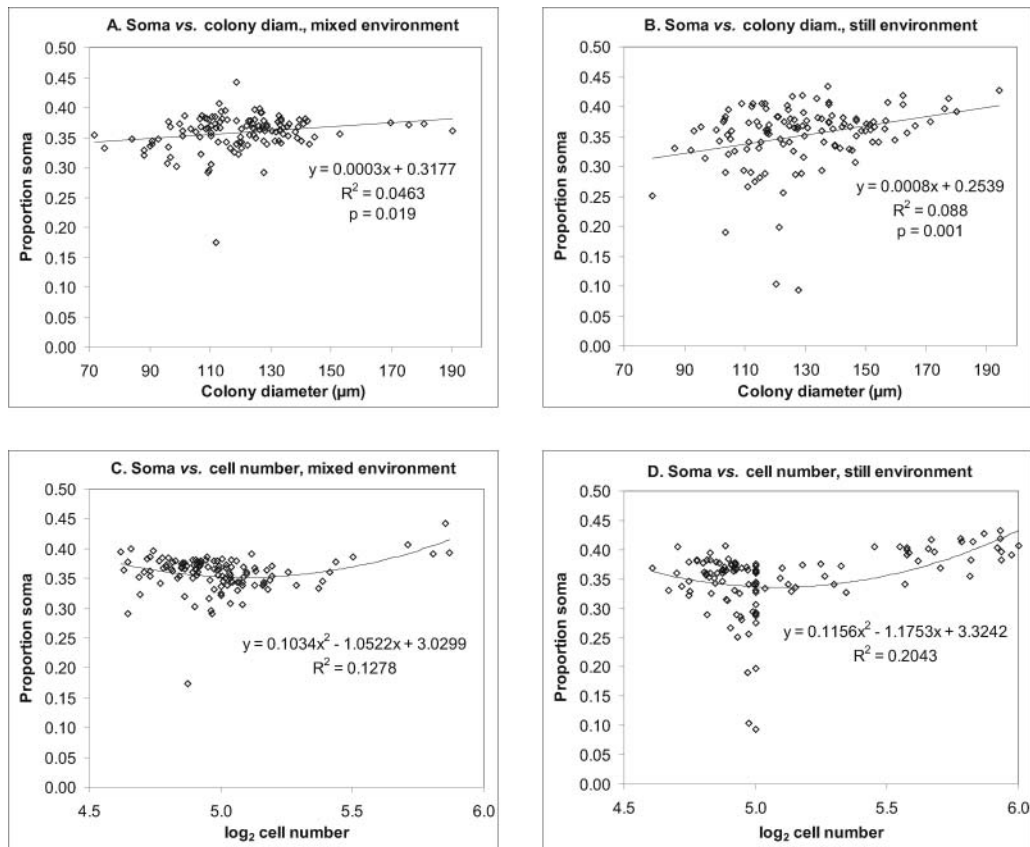 A. Soma vs. colony diam., mixed environment
0.50
0.45
0.40
0.35
0.30
0.25
0.20
0.15
0.10
0.05
0.00
Proportion soma
y = 0.0003x + 0.3177
R² = 0.0463
p = 0.019
70 90 110 130 150 170 190
Colony diameter (µm)
B. Soma vs. colony diam., still environment
0.50
0.45
0.40
0.35
0.30
0.25
0.20
0.15
0.10
0.05
0.00
Proportion soma
y = 0.0008x + 0.2539
R² = 0.088
p = 0.001
70 90 110 130 150 170 190
Colony diameter (µm)
C. Soma vs. cell number, mixed environment
0.50
0.45
0.40
0.35
0.30
0.25
0.20
0.15
0.10
0.05
0.00
Proportion soma
y = 0.1034x² - 1.0522x + 3.0299
R² = 0.1278
4.5 5.0 5.5 6.0
log₂ cell number
D. Soma vs. cell number, still environment
0.50
0.45
0.40
0.35
0.30
0.25
0.20
0.15
0.10
0.05
0.00
Proportion soma
y = 0.1156x² - 1.1753x + 3.3242
R² = 0.2043
4.5 5.0 5.5 6.0
log₂ cell number